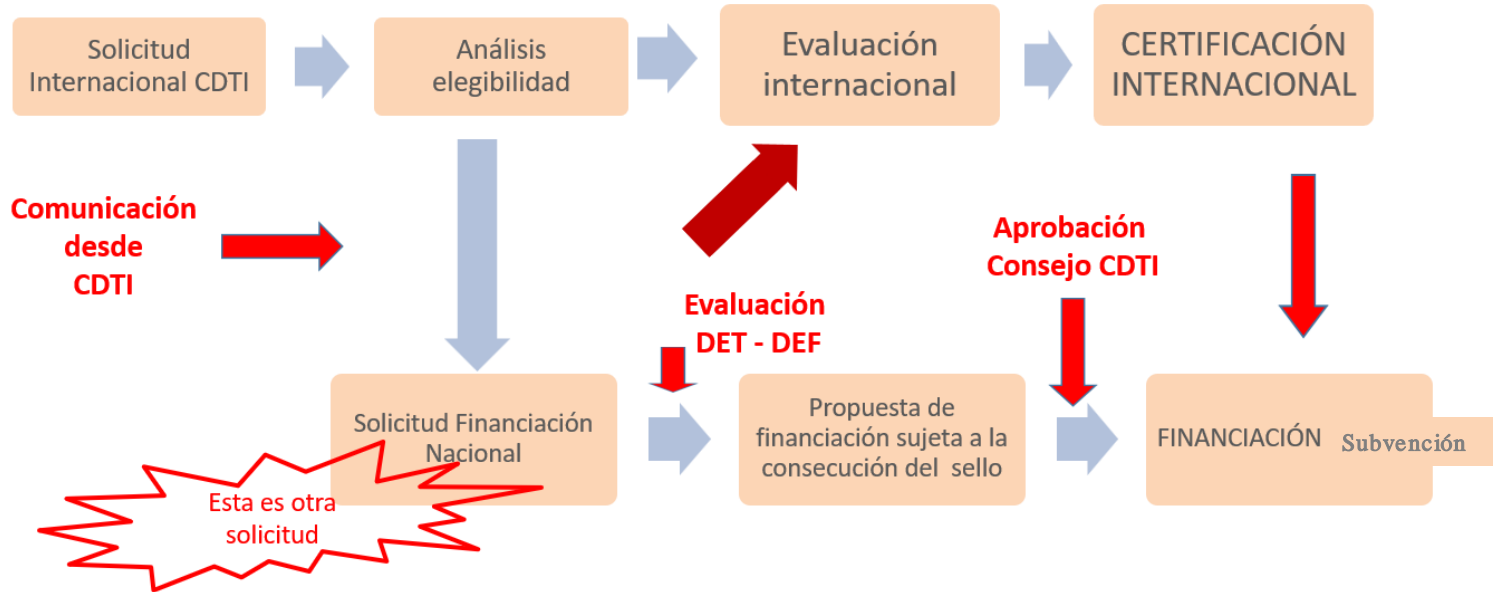 Solicitud
Internacional CDTI
Análisis
elegibilidad
Evaluación
internacional
CERTIFICACIÓN
INTERNACIONAL
Comunicación
desde
CDTI
Aprobación
Consejo CDTI
Evaluación
DET - DEF
Solicitud Financiación
Nacional
Propuesta de
financiación sujeta a la
consecución del sello
FINANCIACIÓN
Subvención
Esta es otra
solicitud